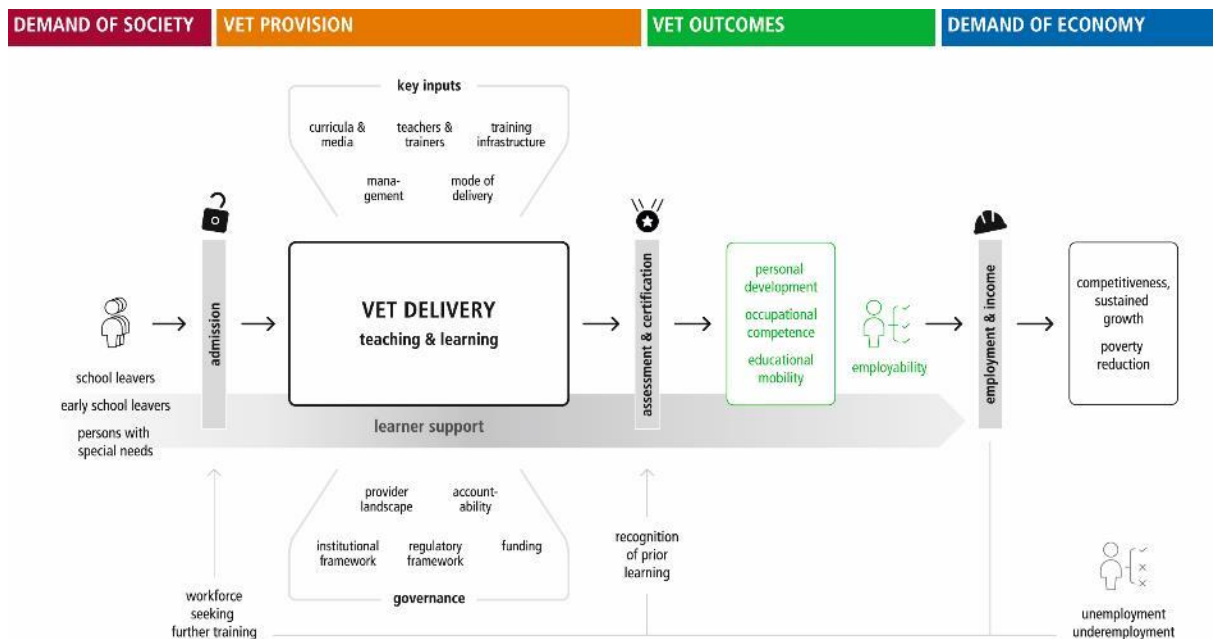 DEMAND OF SOCIETY
VET PROVISION
VET OUTCOMES
DEMAND OF ECONOMY
key inputs
curricula &
media
teachers &
trainers
training
infrastructure
mana-
gement
mode of
delivery
school leavers
early school leavers
persons with
special needs
admission
VET DELIVERY
teaching & learning
learner support
assessment & certification
personal
development
occupational
competence
educational
mobility
employability
employment & income
competitiveness,
sustained
growth
poverty
reduction
provider
landscape
account-
ability
institutional
framework
regulatory
framework
funding
governance
workforce
seeking
further training
recognition
of prior
learning
unemployment
underemployment